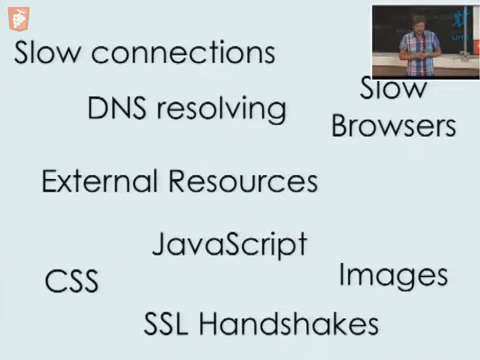 Slow connections
DNS resolving
Slow
Browsers
External Resources
JavaScript
CSS
Images
SSL Handshakes